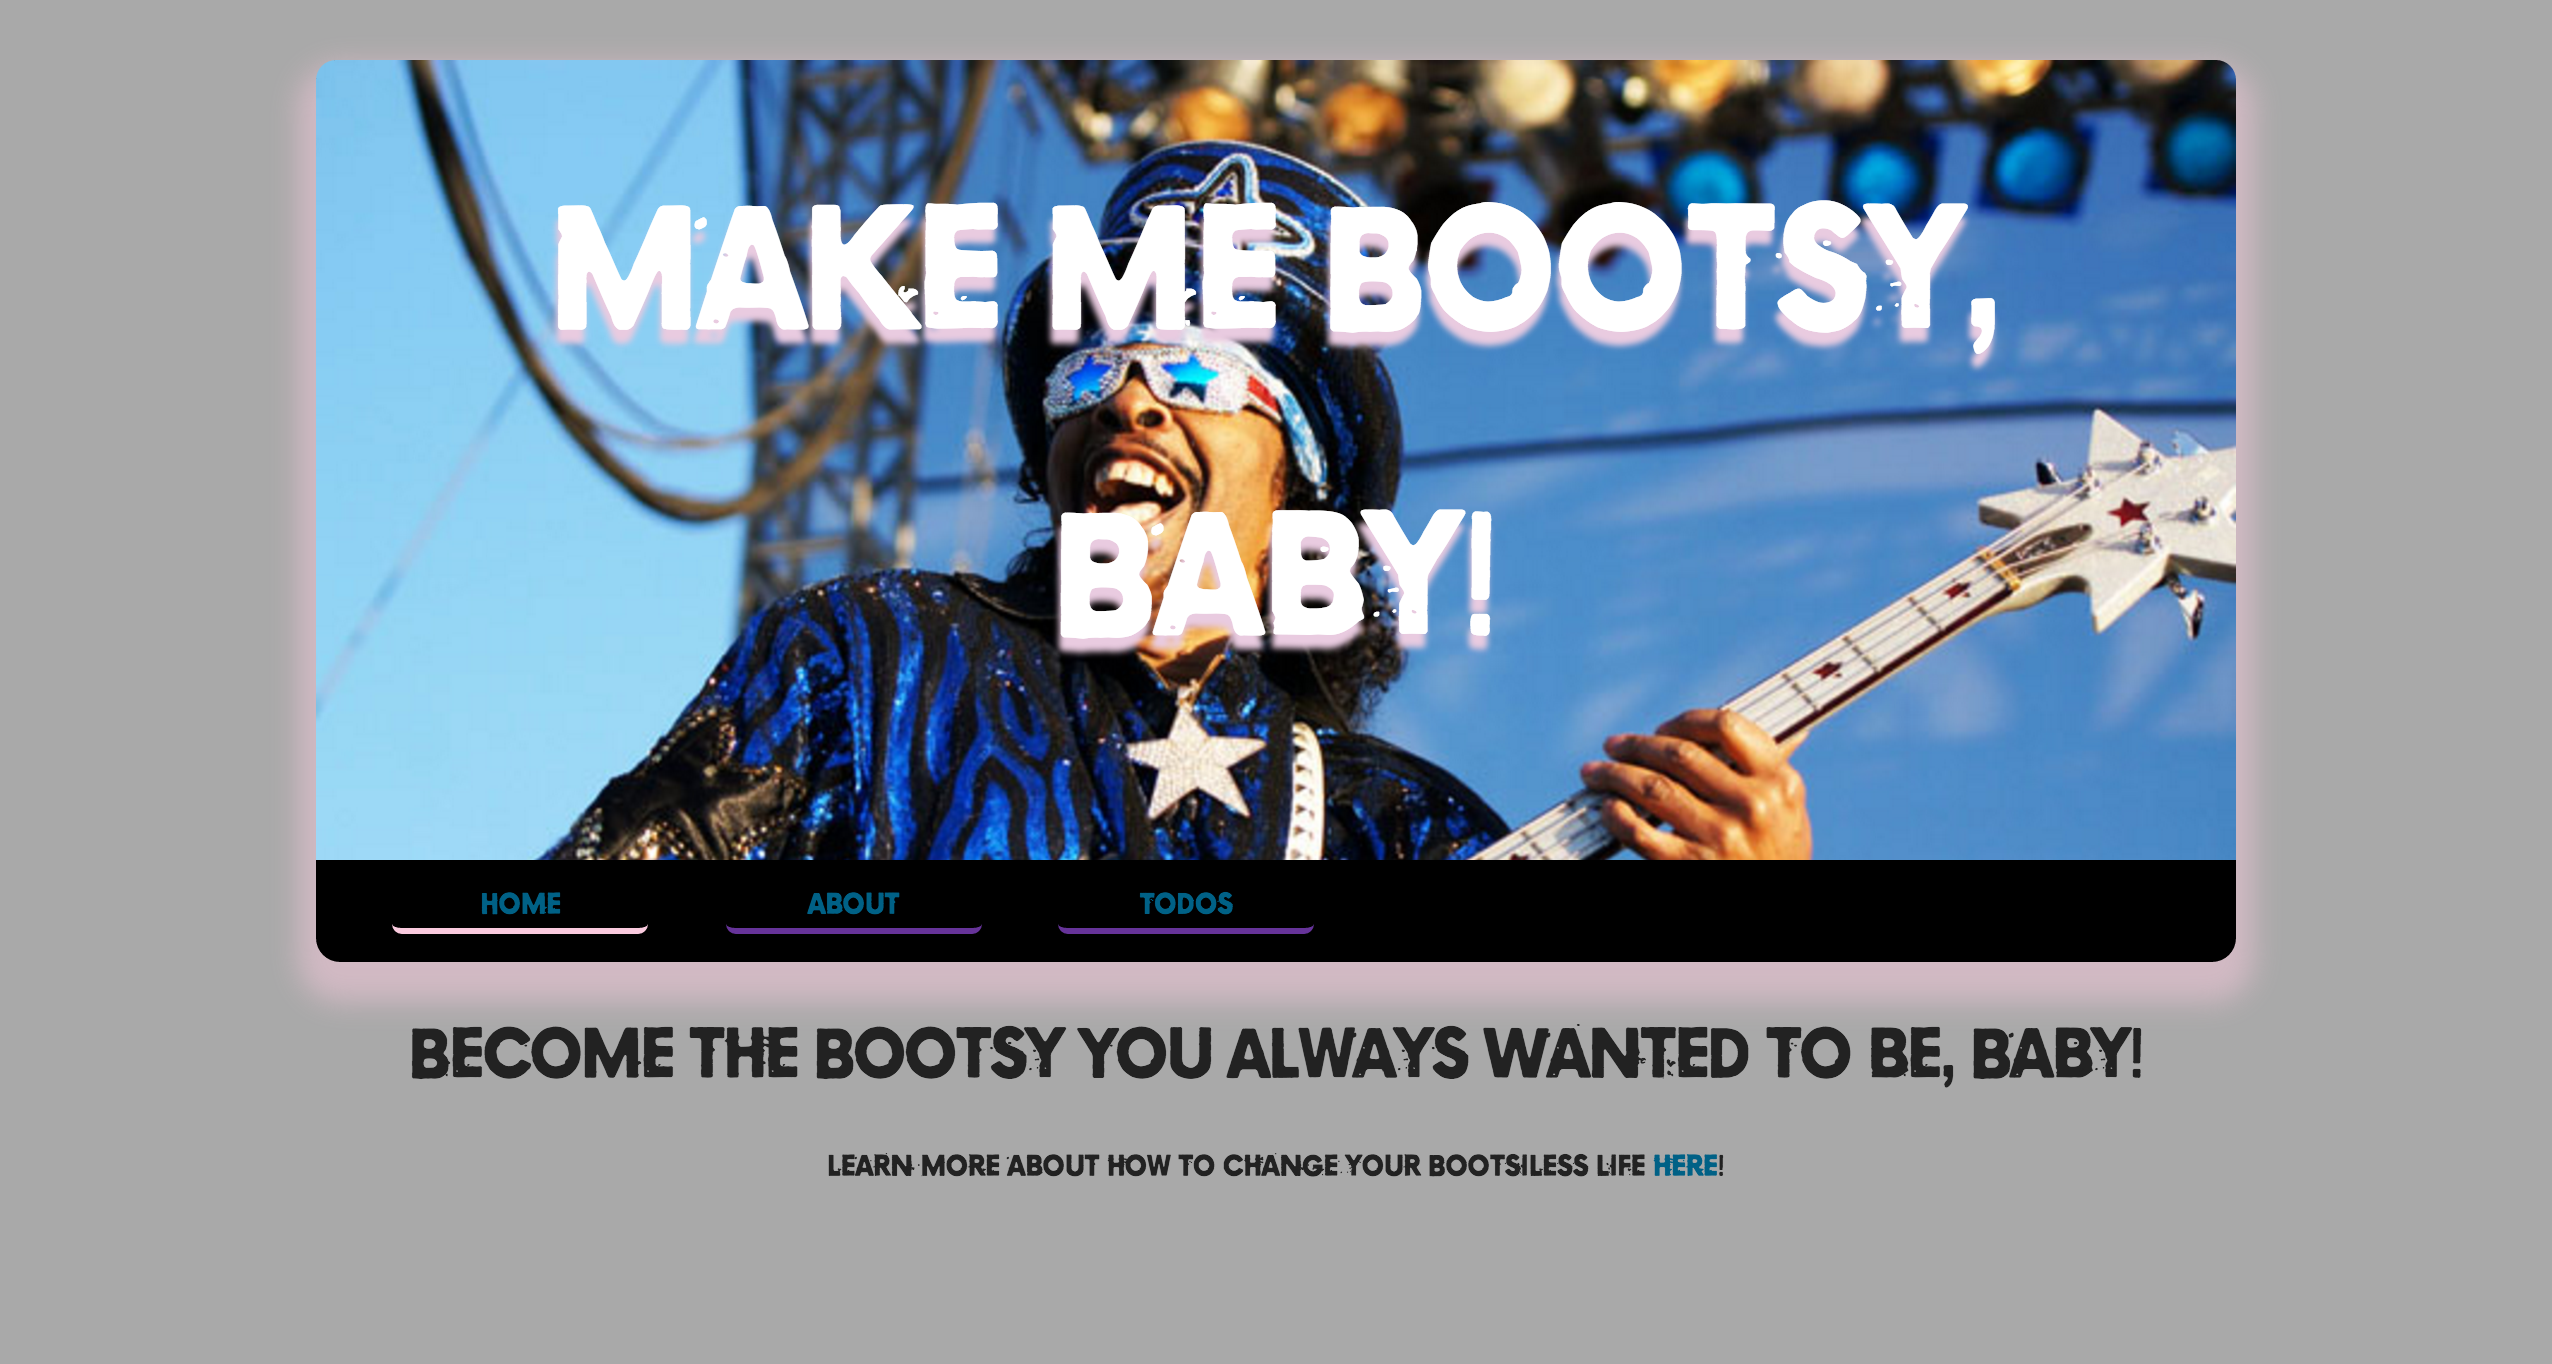 MAKE ME BOOTSY,
BABY!
HOME ABOUT TODOS
BECOME THE BOOTSY YOU ALWAYS WANTED TO BE, BABY!
LEARN MORE ABOUT HOW TO CHANGE YOUR BOOTSILESS LIFE HERE!